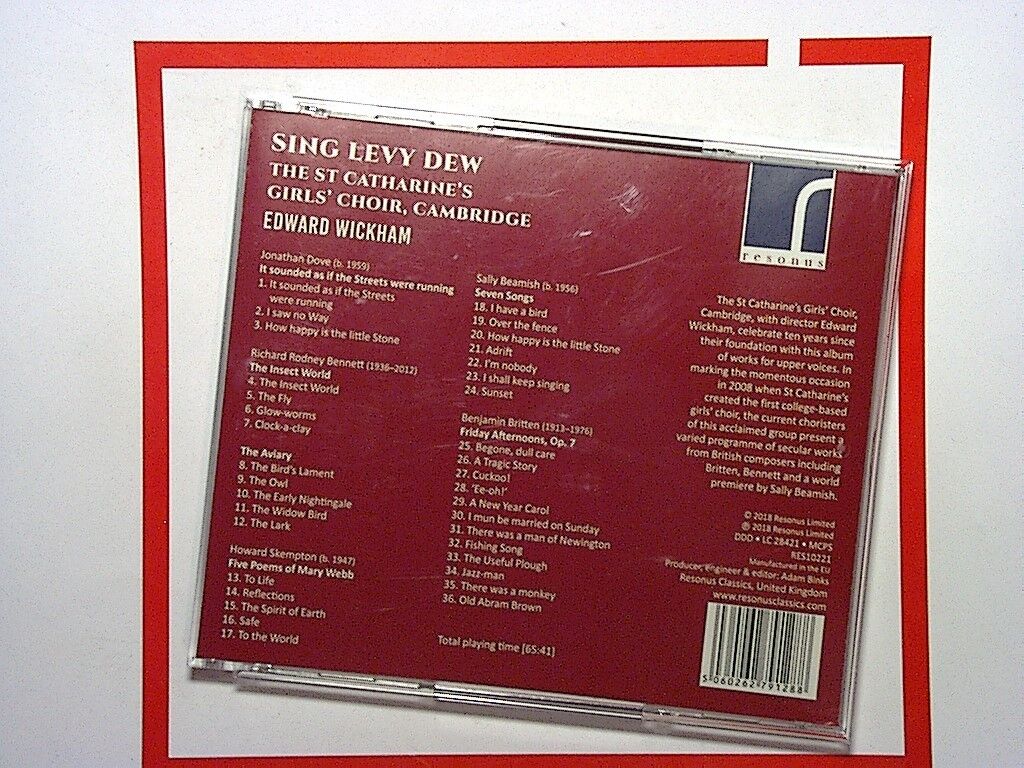 SING LEVY DEW
THE ST CATHARINE'S
GIRLS' CHOIR, CAMBRIDGE
EDWARD WICKHAM
Jonathan Dove (b. 1959)
It sounded as if the Streets were running
1. It sounded as if the Streets
were running
2. I saw no Way
3. How happy is the little Stone
Richard Rodney Bennett (1936–2012)
The Insect World
4. The Insect World
5. The Fly
6. Glow-worms
7. Clock-a-clay
The Aviary
8. The Bird's Lament
9. The Owl
10. The Early Nightingale
11. The Widow Bird
12. The Lark
Howard Skempton (b. 1947)
Five Poems of Mary Webb
13. To Life
14. Reflections
15. The Spirit of Earth
16. Safe
17. To the World
Sally Beamish (b. 1956)
Seven Songs
18. I have a bird
19. Over the fence
20. How happy is the little Stone
21. Adrift
22. I'm nobody
23. I shall keep singing
24. Sunset
Benjamin Britten (1913–1976)
Friday Afternoons, Op. 7
25. Begone, dull care
26. A Tragic Story
27. Cuckoo!
28. 'Ee-oh!'
29. A New Year Carol
30. I mun be married on Sunday
31. There was a man of Newington
32. Fishing Song
33. The Useful Plough
34. Jazz-man
35. There was a monkey
36. Old Abram Brown
Total playing time [65:41]
resonus
The St Catharine's Girls' Choir,
Cambridge, with director Edward
Wickham, celebrate ten years since
their foundation with this album
of works for upper voices. In
marking the momentous occasion
in 2008 when St Catharine's
created the first college-based
girls' choir, the current choristers
of this acclaimed group present a
varied programme of secular works
from British composers including
Britten, Bennett and a world
premiere by Sally Beamish.
© 2018 Resonus Limited
℗ 2018 Resonus Limited
DDD • LC 28421 • MCPS
RES10221
Manufactured in the EU
Producer, engineer & editor: Adam Binks
Resonus Classics, United Kingdom
www.resonusclassics.com
5 060262 791288